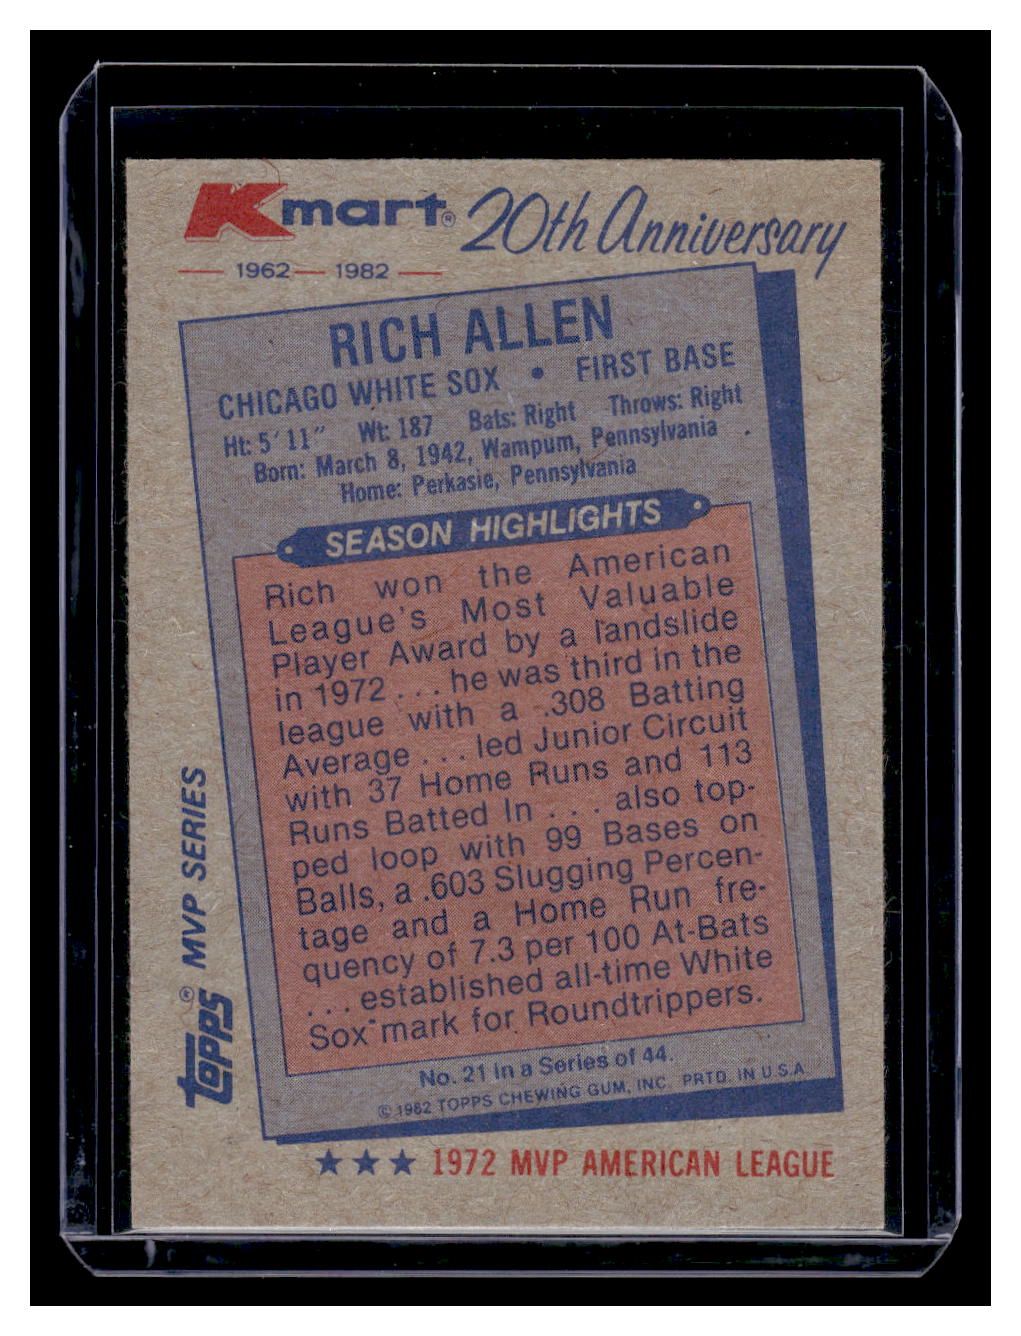 Kmart® 20th Anniversary
1962 — 1982
RICH ALLEN
CHICAGO WHITE SOX • FIRST BASE
Ht: 5'11" Wt: 187 Bats: Right Throws: Right
Born: March 8, 1942, Wampum, Pennsylvania
Home: Perkasie, Pennsylvania
SEASON HIGHLIGHTS
Rich won the American
League's Most Valuable
Player Award by a landslide
in 1972 . . . he was third in the
league with a .308 Batting
Average . . . led Junior Circuit
with 37 Home Runs and 113
Runs Batted In . . . also top-
ped loop with 99 Bases on
Balls, a .603 Slugging Percen-
tage and a Home Run fre-
quency of 7.3 per 100 At-Bats
. . . established all-time White
Sox mark for Roundtrippers.
No. 21 in a Series of 44.
© 1982 TOPPS CHEWING GUM, INC. PRTD. IN U.S.A.
TOPPS® MVP SERIES
★★★ 1972 MVP AMERICAN LEAGUE